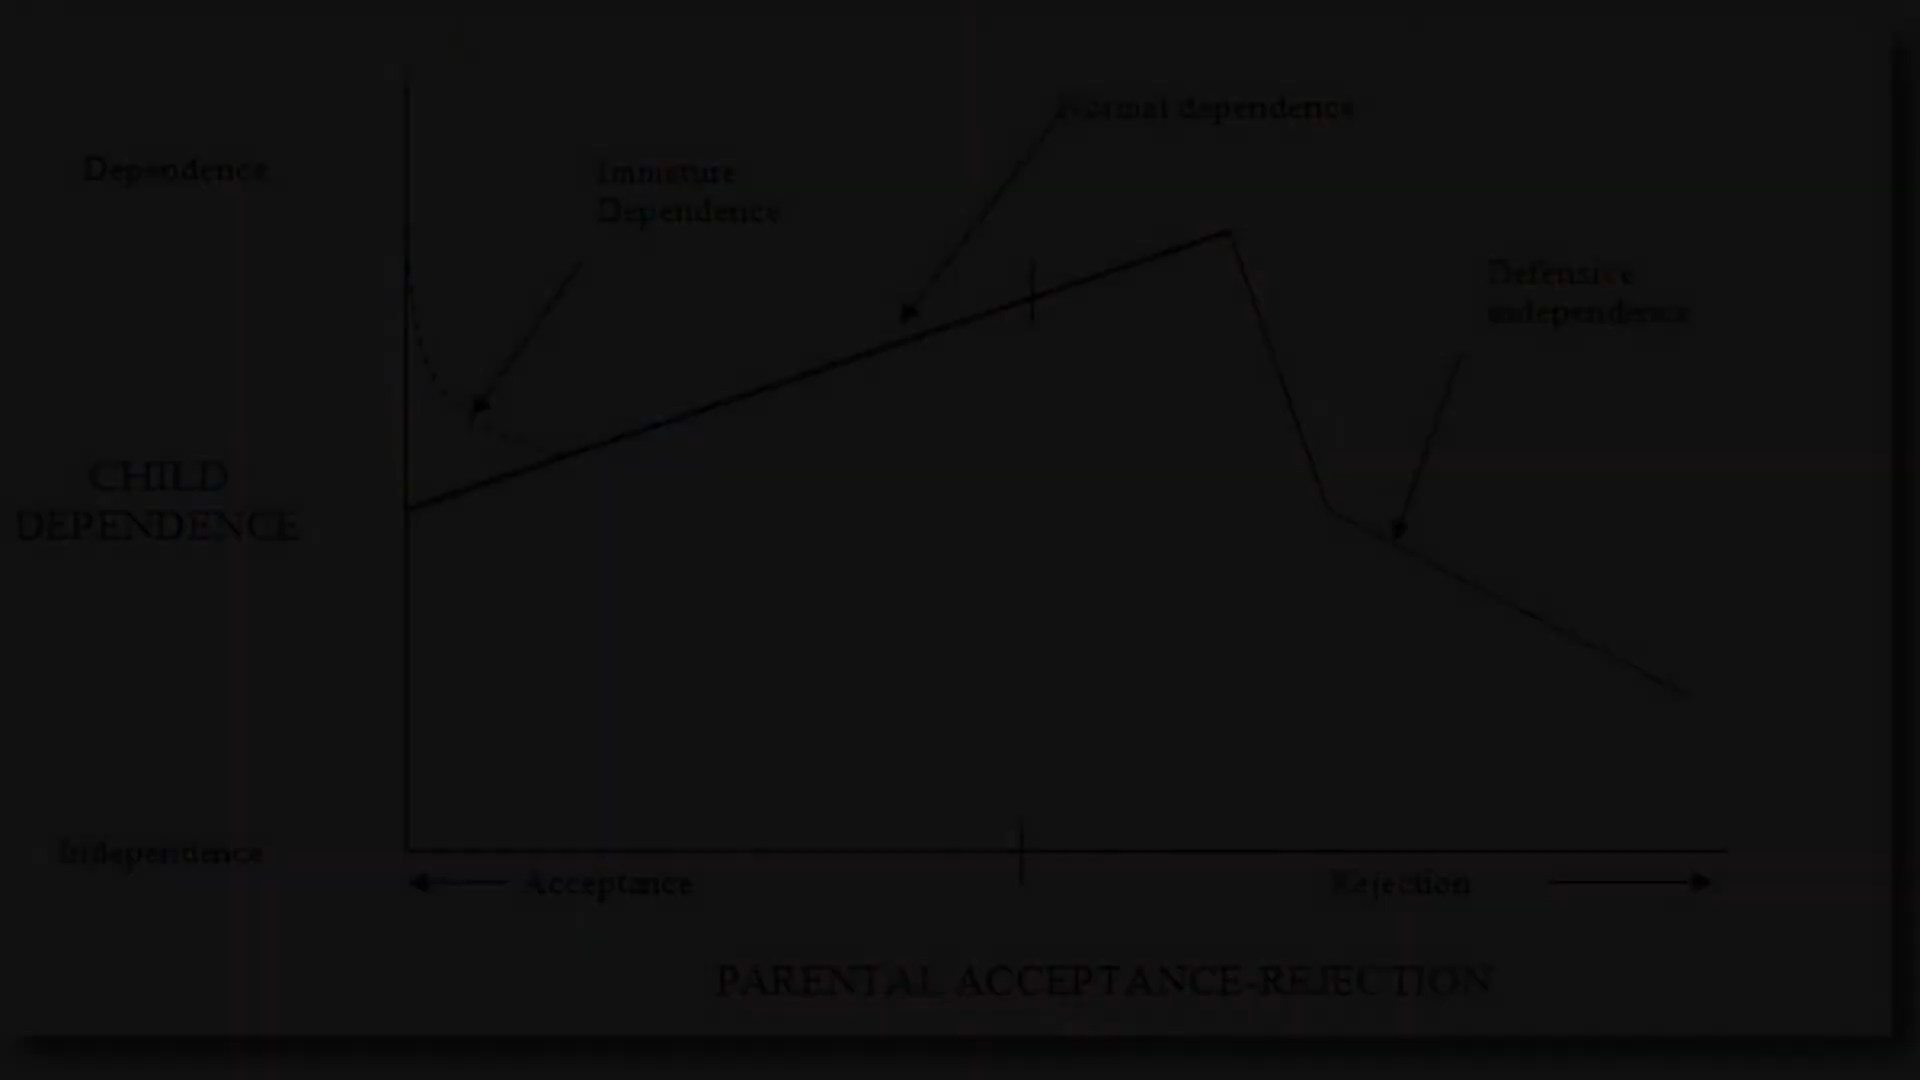 Normal dependence
Dependence
Immature
Dependence
Defensive
independence
CHILD
DEPENDENCE
Independence
Acceptance
Rejection
PARENTAL ACCEPTANCE-REJECTION